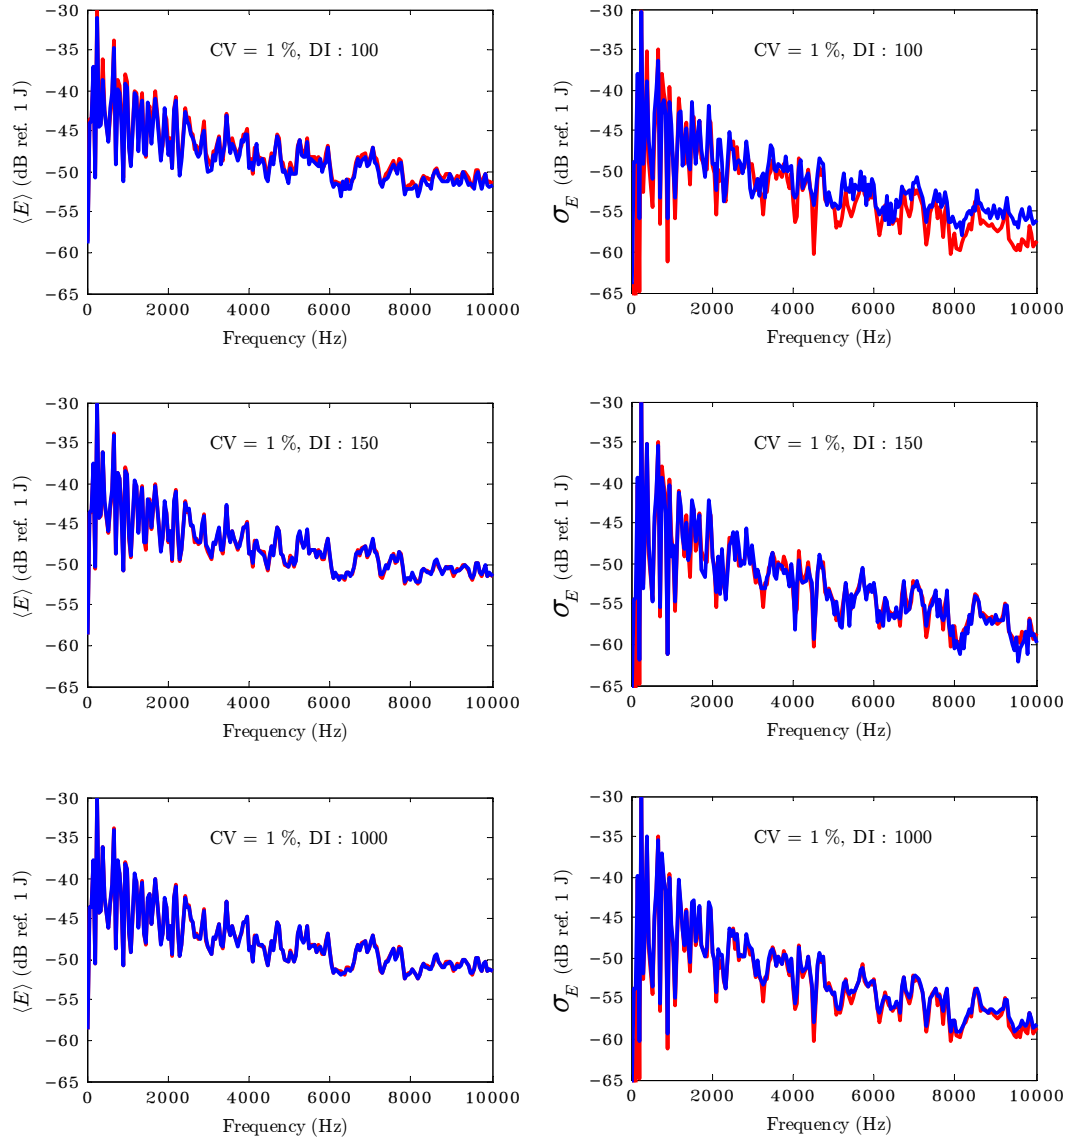 −30
−35
−40
−45
−50
−55
−60
−65
⟨E⟩ (dB ref. 1 J)
CV = 1 %, DI : 100
0 2000 4000 6000 8000 10000
Frequency (Hz)
−30
−35
−40
−45
−50
−55
−60
−65
σ_E (dB ref. 1 J)
CV = 1 %, DI : 100
0 2000 4000 6000 8000 10000
Frequency (Hz)
−30
−35
−40
−45
−50
−55
−60
−65
⟨E⟩ (dB ref. 1 J)
CV = 1 %, DI : 150
0 2000 4000 6000 8000 10000
Frequency (Hz)
−30
−35
−40
−45
−50
−55
−60
−65
σ_E (dB ref. 1 J)
CV = 1 %, DI : 150
0 2000 4000 6000 8000 10000
Frequency (Hz)
−30
−35
−40
−45
−50
−55
−60
−65
⟨E⟩ (dB ref. 1 J)
CV = 1 %, DI : 1000
0 2000 4000 6000 8000 10000
Frequency (Hz)
−30
−35
−40
−45
−50
−55
−60
−65
σ_E (dB ref. 1 J)
CV = 1 %, DI : 1000
0 2000 4000 6000 8000 10000
Frequency (Hz)